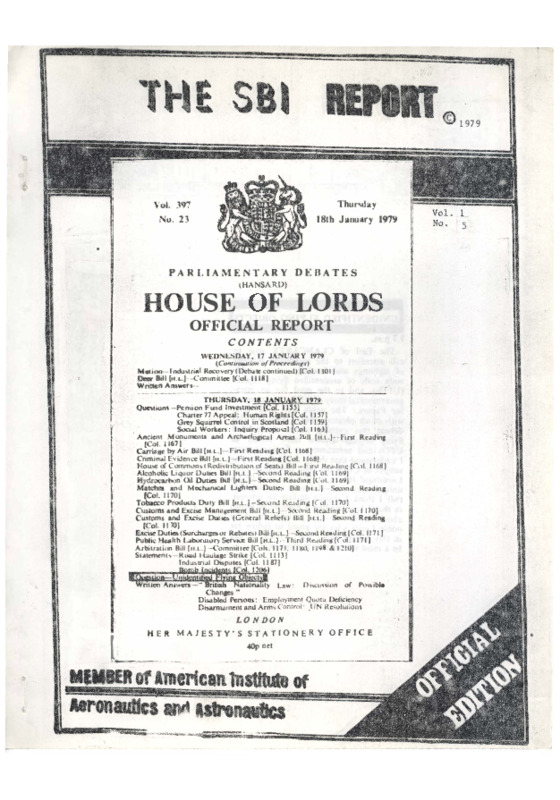 THE SBI REPORT © 1979
Vol. 1
No. 5
Vol. 397
No. 23
Thursday
18th January 1979
PARLIAMENTARY DEBATES
(HANSARD)
HOUSE OF LORDS
OFFICIAL REPORT
CONTENTS
WEDNESDAY, 17 JANUARY 1979
(Continuation of Proceedings)
Motion—Industrial Recovery (Debate continued) [Col. 1101]
Deer Bill [H.L.]—Committee [Col. 1118]
Written Answers—
THURSDAY, 18 JANUARY 1979
Questions—Pension Fund Investment [Col. 1155]
Charter 77 Appeal: Human Rights [Col. 1157]
Grey Squirrel Control in Scotland [Col. 1159]
Social Workers: Inquiry Proposal [Col. 1163]
Ancient Monuments and Archaeological Areas Bill [H.L.]—First Reading
[Col. 1167]
Carriage by Air Bill [H.L.]—First Reading [Col. 1168]
Criminal Evidence Bill [H.L.]—First Reading [Col. 1168]
House of Commons (Redistribution of Seats) Bill—First Reading [Col. 1168]
Alcoholic Liquor Duties Bill [H.L.]—Second Reading [Col. 1169]
Hydrocarbon Oil Duties Bill [H.L.]—Second Reading [Col. 1169]
Matches and Mechanical Lighters Duties Bill [H.L.]—Second Reading
[Col. 1170]
Tobacco Products Duty Bill [H.L.]—Second Reading [Col. 1170]
Customs and Excise Management Bill [H.L.]—Second Reading [Col. 1170]
Customs and Excise Duties (General Reliefs) Bill [H.L.]—Second Reading
[Col. 1170]
Excise Duties (Surcharges or Rebates) Bill [H.L.]—Second Reading [Col. 1171]
Public Health Laboratory Service Bill [H.L.]—Third Reading [Col. 1171]
Arbitration Bill [H.L.]—Committee [Cols. 1171, 1180, 1198 & 1210]
Statements—Road Haulage Strike [Col. 1113]
Industrial Disputes [Col. 1187]
Bomb Incidents [Col. 1206]
Question—Unidentified Flying Objects
Written Answers—"British Nationality Law: Discussion of Possible
Changes"
Disabled Persons: Employment Quota Deficiency
Disarmament and Arms Control: UN Resolutions
LONDON
HER MAJESTY'S STATIONERY OFFICE
40p net
MEMBER of American Institute of
Aeronautics and Astronautics
OFFICIAL
EDITION